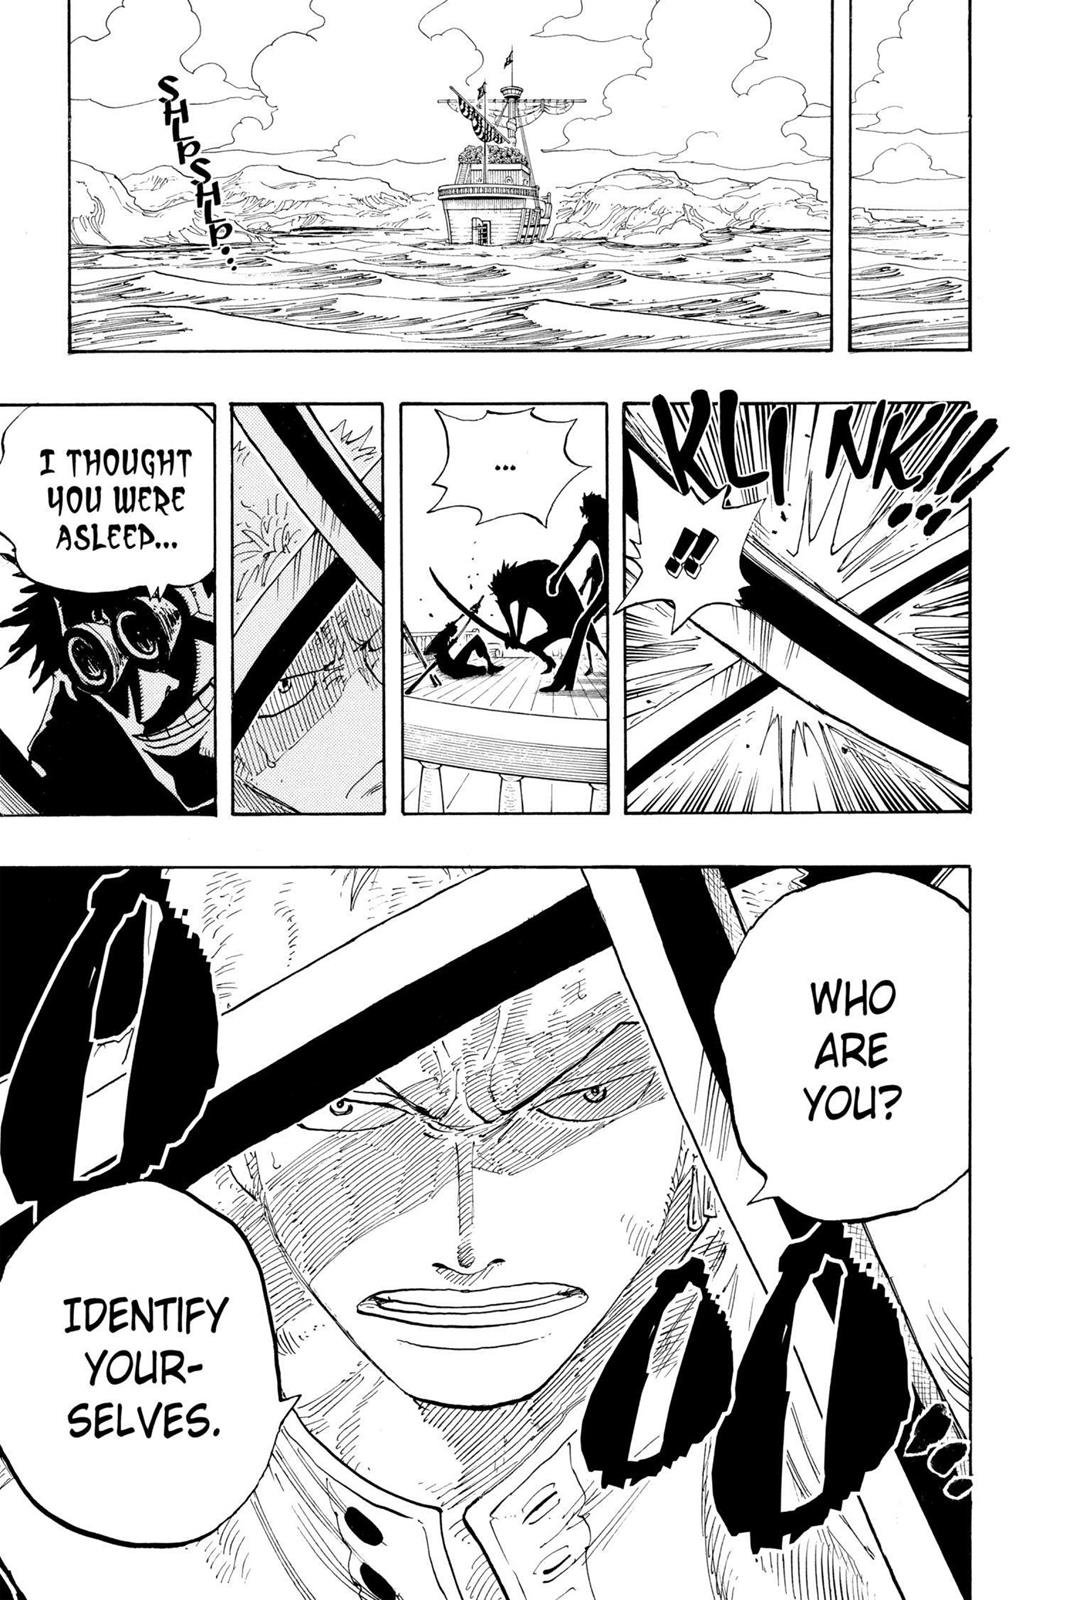 SHLPSHLP...
KLINK!!!
!!
...
I THOUGHT
YOU WERE
ASLEEP...
WHO
ARE
YOU?
IDENTIFY
YOUR-
SELVES.